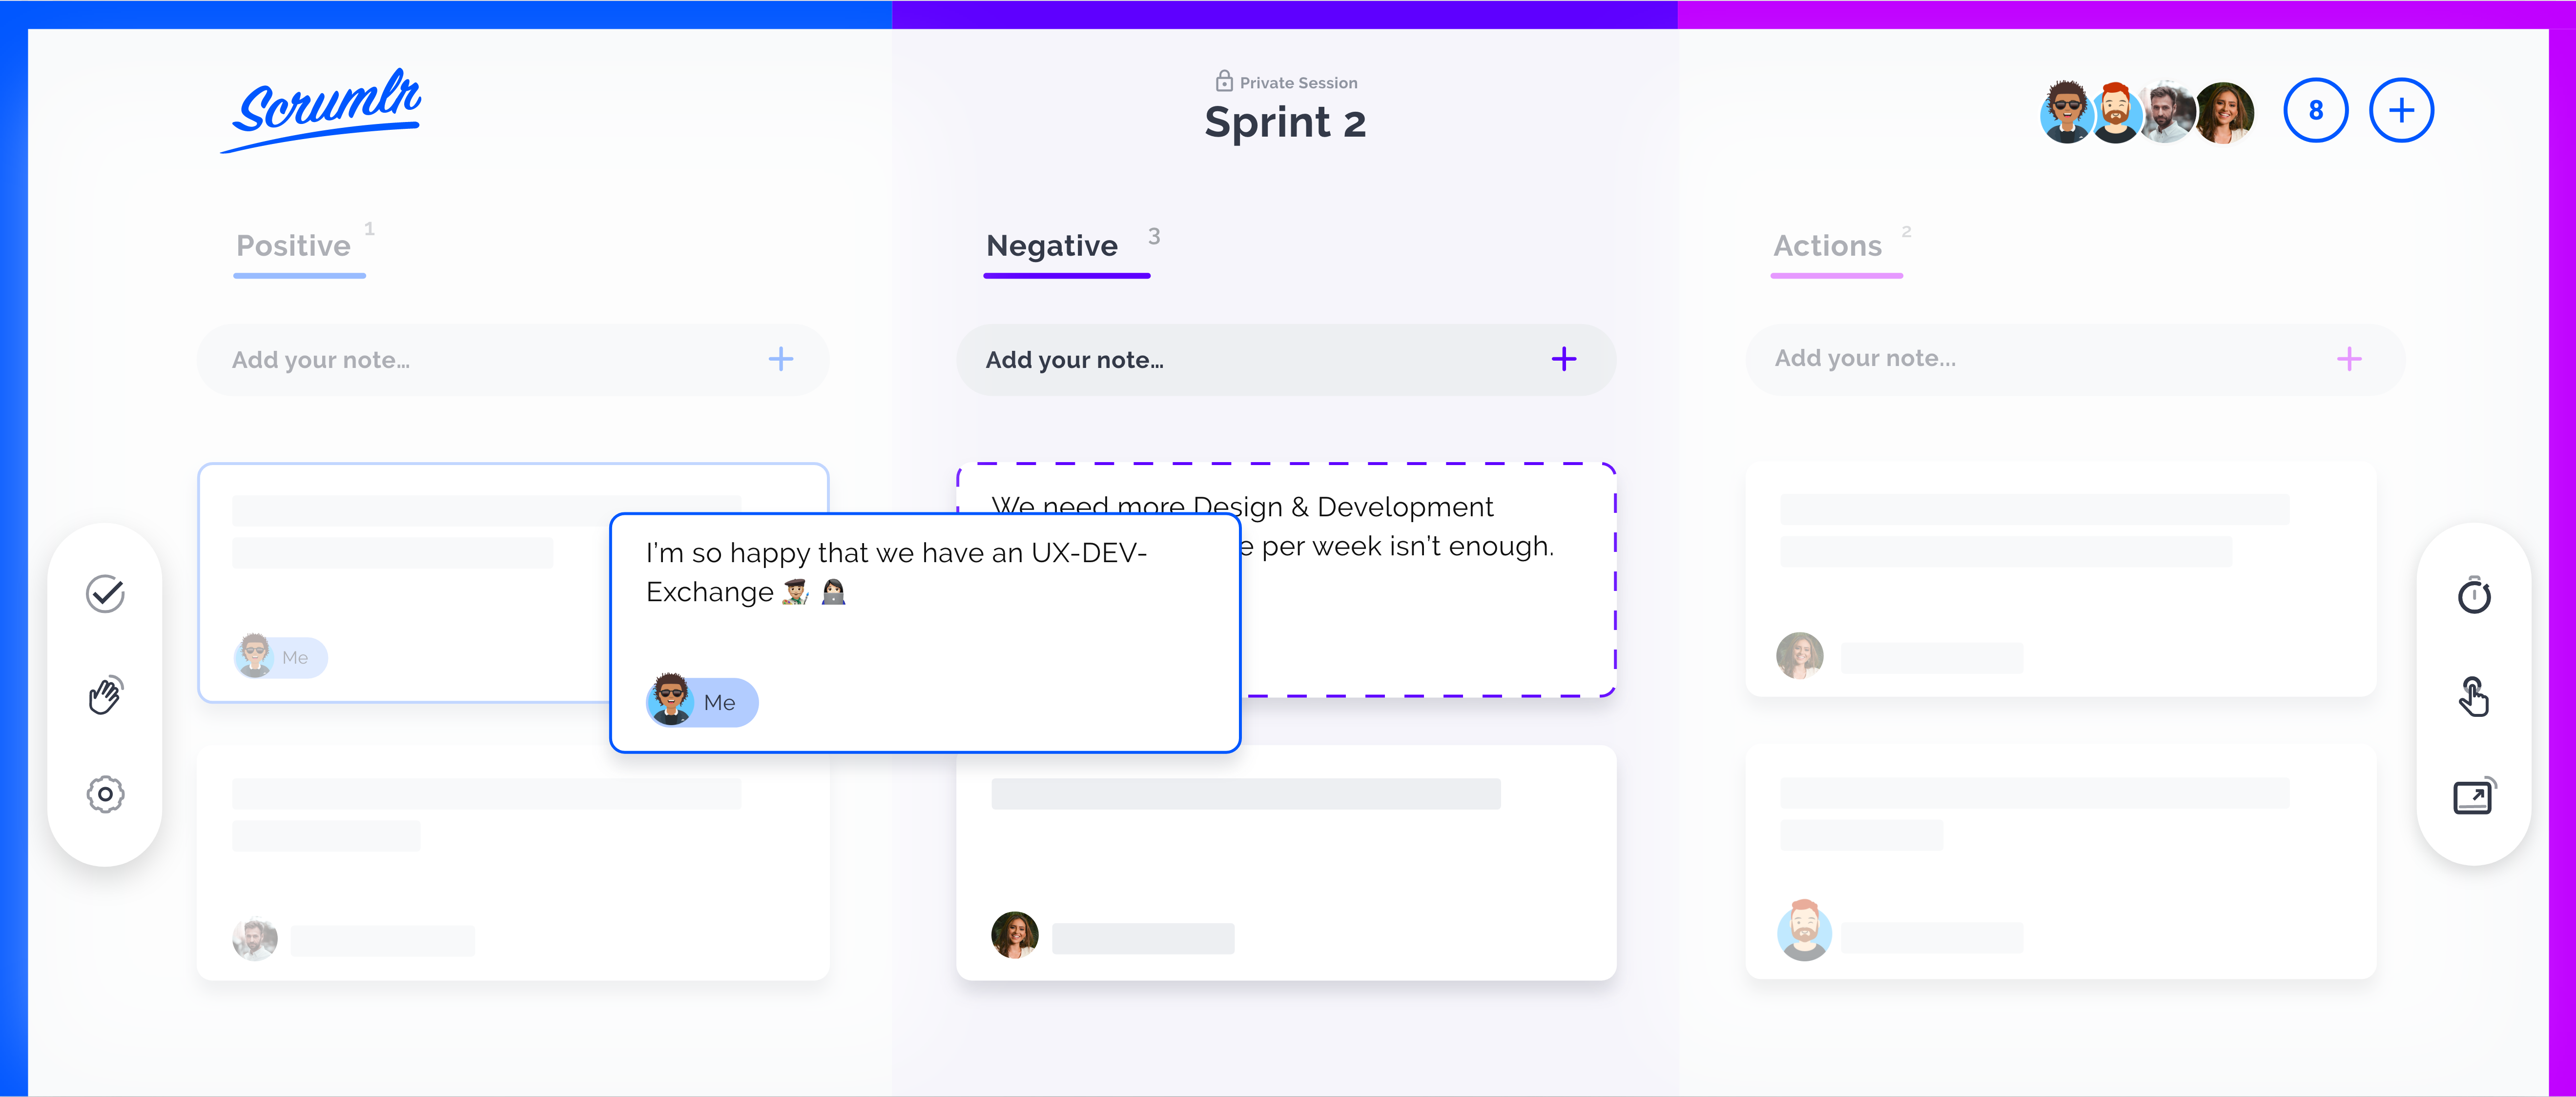 Scrumlr
Private Session
Sprint 2
8
Positive 1
Negative 3
Actions 2
Add your note...
Add your note...
Add your note...
We need more Design & Development
per week isn't enough.
I'm so happy that we have an UX-DEV-
Exchange
Me
Me